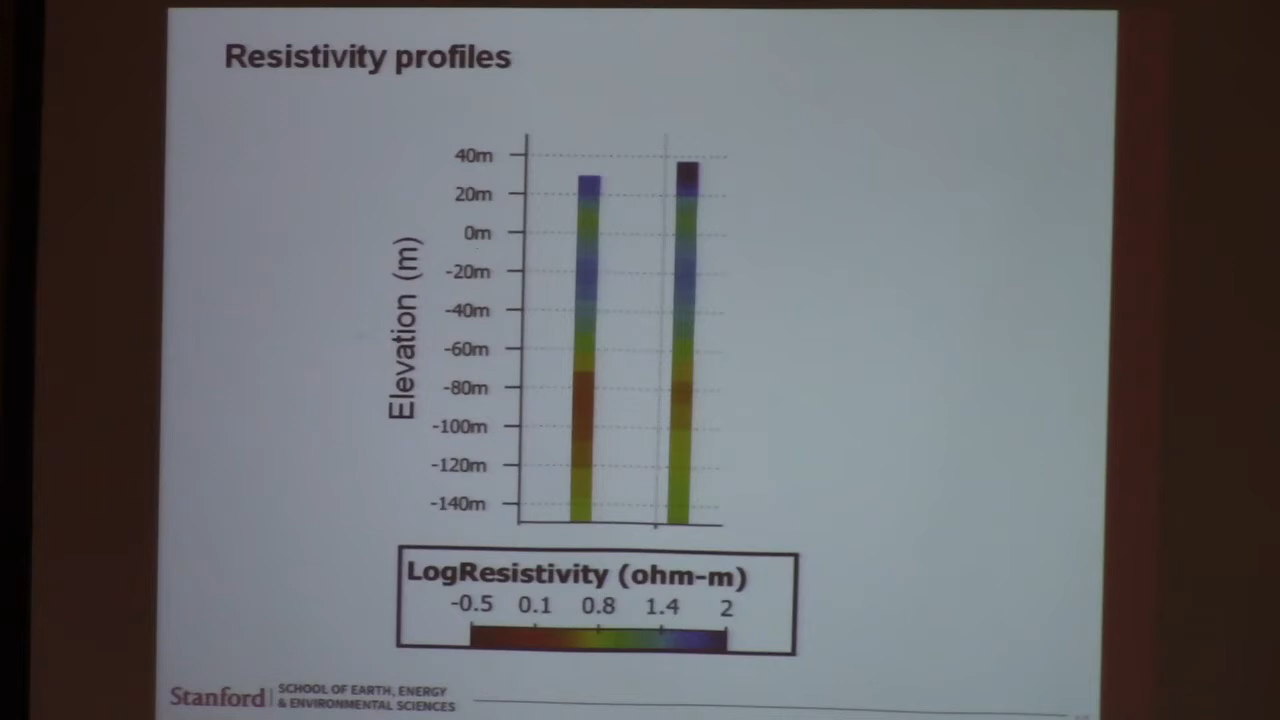 Resistivity profiles
40m
20m
0m
-20m
-40m
-60m
-80m
-100m
-120m
-140m
Elevation (m)
LogResistivity (ohm-m)
-0.5 0.1 0.8 1.4 2
Stanford
SCHOOL OF EARTH, ENERGY
& ENVIRONMENTAL SCIENCES